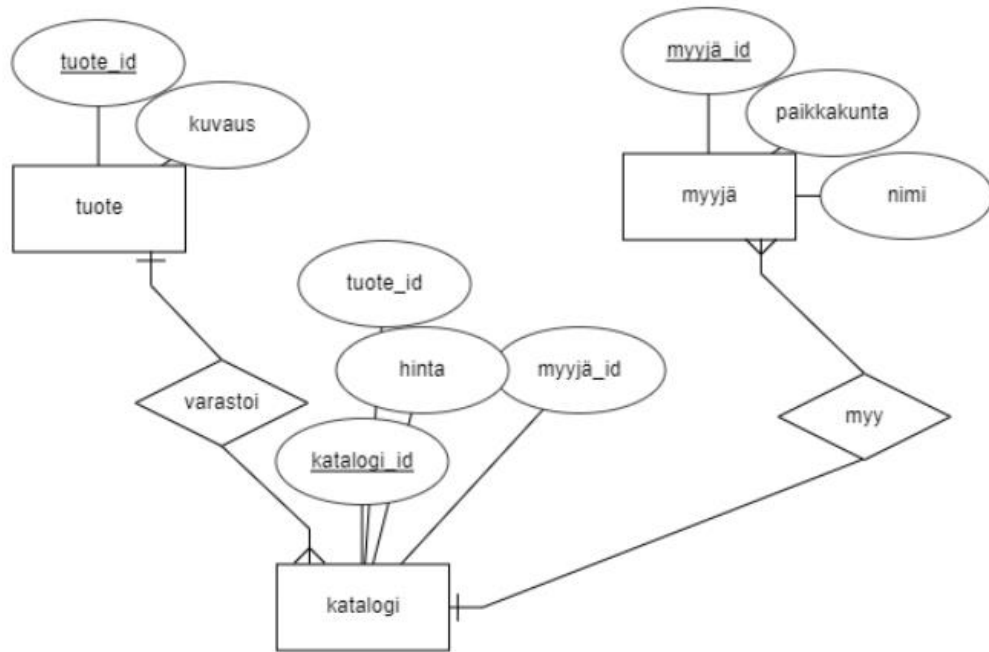 tuote_id
kuvaus
tuote
myyjä_id
paikkakunta
nimi
myyjä
tuote_id
hinta
myyjä_id
varastoi
katalogi_id
myy
katalogi